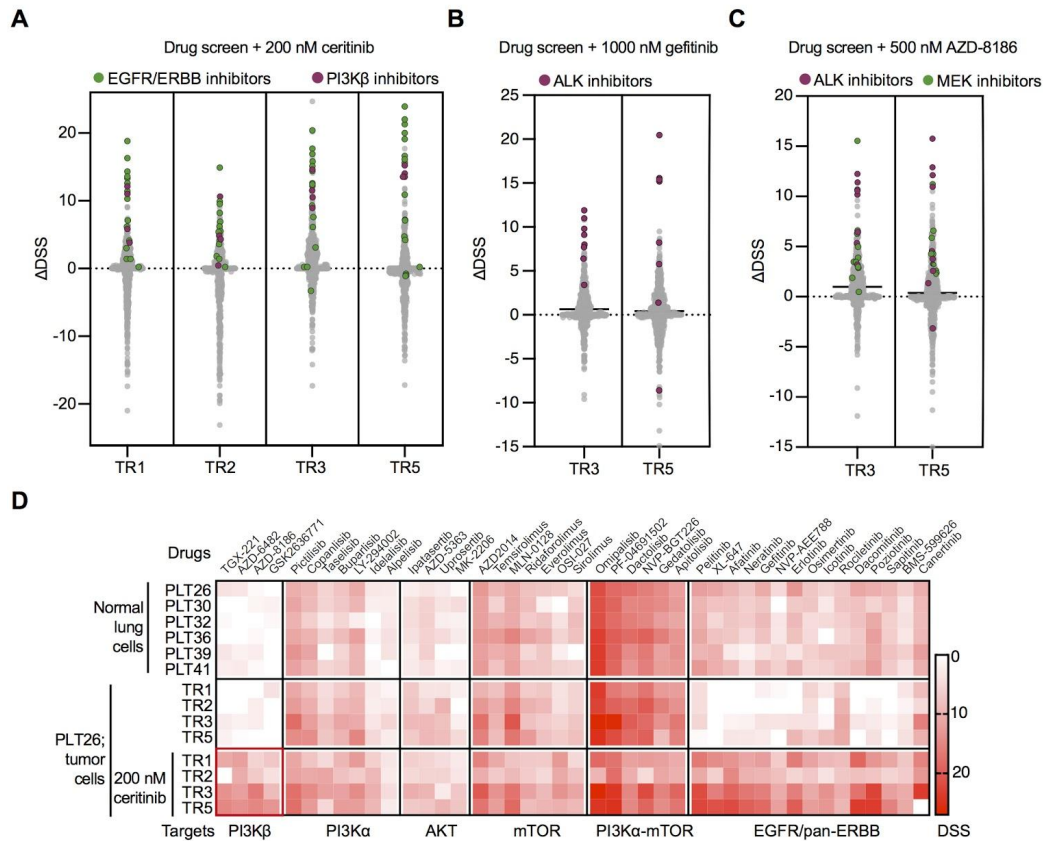 A
B
C
Drug screen + 200 nM ceritinib
Drug screen + 1000 nM gefitinib
Drug screen + 500 nM AZD-8186
EGFR/ERBB inhibitors
PI3Kβ inhibitors
ALK inhibitors
ALK inhibitors
MEK inhibitors
ΔDSS
20
10
0
-10
-20
TR1
TR2
TR3
TR5
ΔDSS
25
20
15
10
5
0
-5
-10
-15
TR3
TR5
ΔDSS
20
15
10
5
0
-5
-10
-15
TR3
TR5
D
Drugs
TGX-221
AZD-6482
AZD-8186
GSK2636771
Pictilisib
Copanlisib
Taselisib
Buparlisib
LY294002
Idelalisib
Alpelisib
Ipatasertib
AZD-5363
Uprosertib
MK-2206
AZD2014
Temsirolimus
MLN-0128
Ridaforolimus
Everolimus
OSI-027
Sirolimus
Omipalisib
PF-04691502
Dactolisib
NVP-BGT226
Gedatolisib
Apitolisib
Pelitinib
XL-647
Afatinib
Neratinib
Gefitinib
NVP-AEE788
Erlotinib
Osimertinib
Icotinib
Rociletinib
Dacomitinib
Poziotinib
Sapitinib
BMS-599626
Canertinib
Normal
lung
cells
PLT26
PLT30
PLT32
PLT36
PLT39
PLT41
PLT26;
tumor
cells
TR1
TR2
TR3
TR5
200 nM
ceritinib
TR1
TR2
TR3
TR5
Targets
PI3Kβ
PI3Kα
AKT
mTOR
PI3Kα-mTOR
EGFR/pan-ERBB
DSS
0
10
20